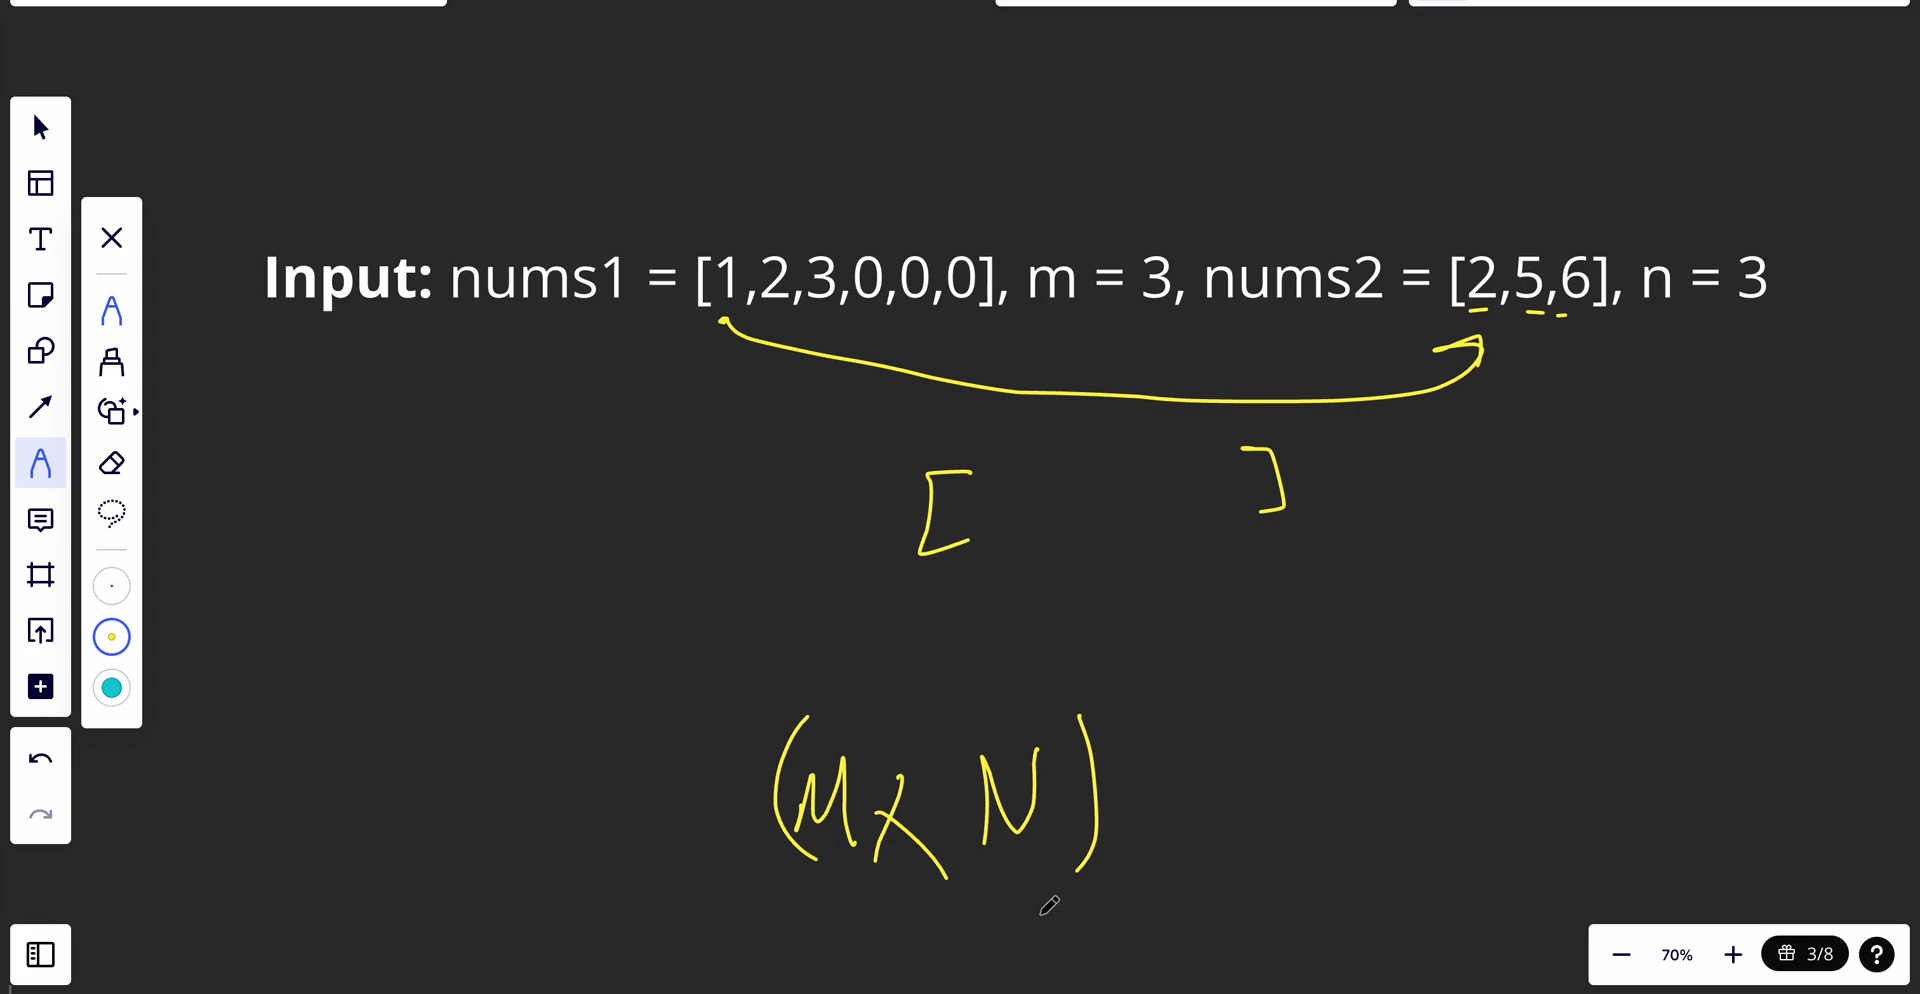 Input: nums1 = [1,2,3,0,0,0], m = 3, nums2 = [2,5,6], n = 3
[ ]
(M x N)
70%
3/8
?